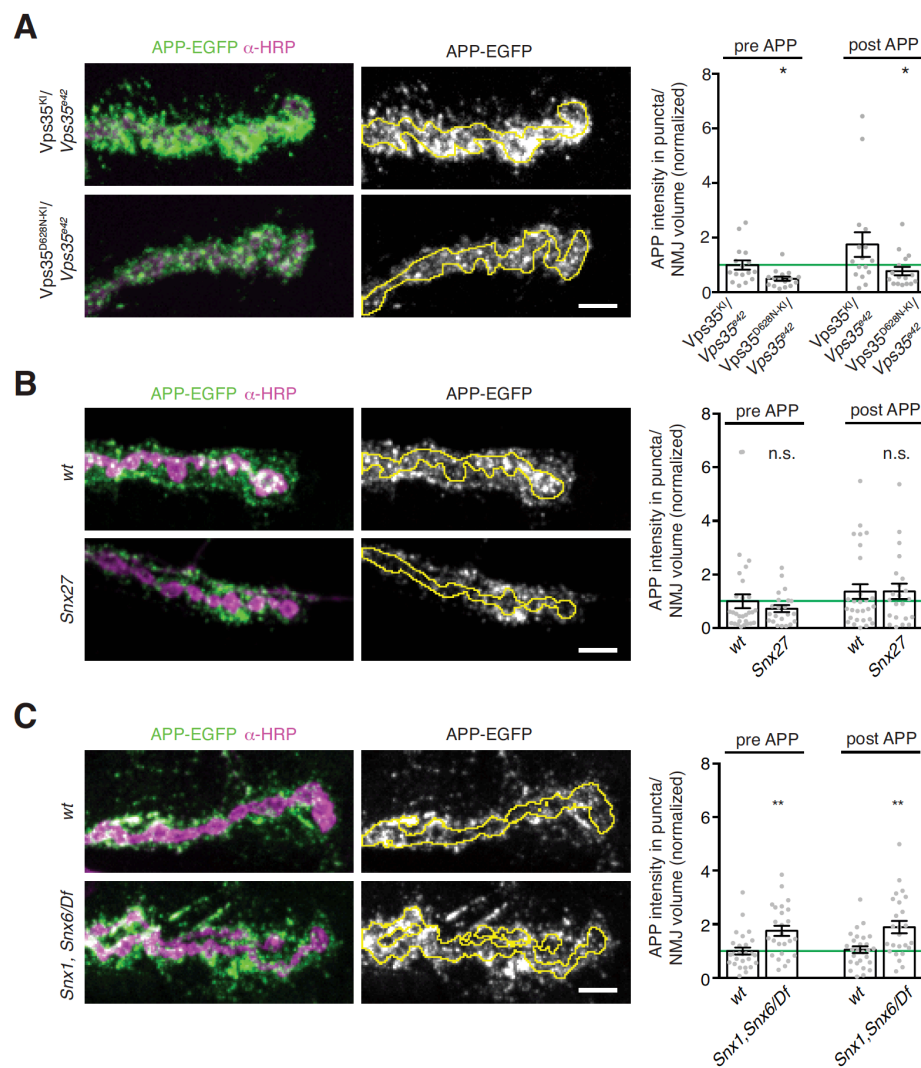 A
APP-EGFP α-HRP
APP-EGFP
Vps35KI/
Vps35e42
Vps35D628N-KI/
Vps35e42
pre APP
post APP
*
*
APP intensity in puncta/
NMJ volume (normalized)
8
6
4
2
0
Vps35KI/
Vps35e42
Vps35D628N-KI/
Vps35e42
Vps35KI/
Vps35e42
Vps35D628N-KI/
Vps35e42
B
APP-EGFP α-HRP
APP-EGFP
wt
Snx27
pre APP
post APP
n.s.
n.s.
APP intensity in puncta/
NMJ volume (normalized)
8
6
4
2
0
wt
Snx27
wt
Snx27
C
APP-EGFP α-HRP
APP-EGFP
wt
Snx1, Snx6/Df
pre APP
post APP
**
**
APP intensity in puncta/
NMJ volume (normalized)
8
6
4
2
0
wt
Snx1,Snx6/Df
wt
Snx1,Snx6/Df